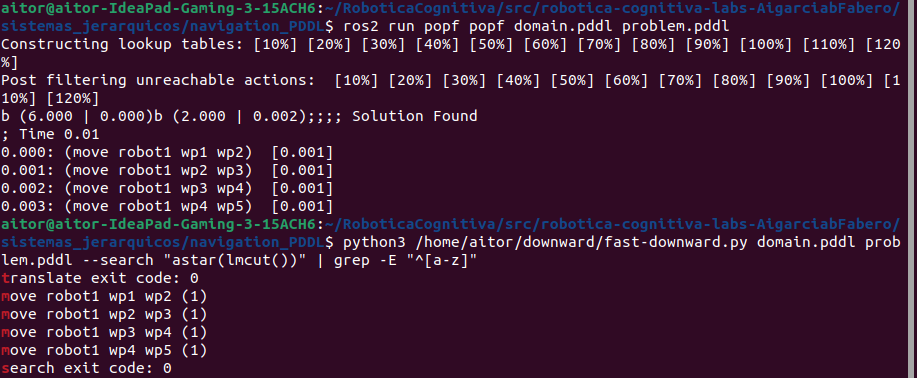 aitor@aitor-IdeaPad-Gaming-3-15ACH6:~/RoboticaCognitiva/src/robotica-cognitiva-labs-AigarciabFabero/
sistemas_jerarquicos/navigation_PDDL$ ros2 run popf popf domain.pddl problem.pddl
Constructing lookup tables: [10%] [20%] [30%] [40%] [50%] [60%] [70%] [80%] [90%] [100%] [110%] [120
%]
Post filtering unreachable actions:  [10%] [20%] [30%] [40%] [50%] [60%] [70%] [80%] [90%] [100%] [1
10%] [120%]
b (6.000 | 0.000)b (2.000 | 0.002);;;; Solution Found
; Time 0.01
0.000: (move robot1 wp1 wp2)  [0.001]
0.001: (move robot1 wp2 wp3)  [0.001]
0.002: (move robot1 wp3 wp4)  [0.001]
0.003: (move robot1 wp4 wp5)  [0.001]
aitor@aitor-IdeaPad-Gaming-3-15ACH6:~/RoboticaCognitiva/src/robotica-cognitiva-labs-AigarciabFabero/
sistemas_jerarquicos/navigation_PDDL$ python3 /home/aitor/downward/fast-downward.py domain.pddl prob
lem.pddl --search "astar(lmcut())" | grep -E "^[a-z]"
translate exit code: 0
move robot1 wp1 wp2 (1)
move robot1 wp2 wp3 (1)
move robot1 wp3 wp4 (1)
move robot1 wp4 wp5 (1)
search exit code: 0